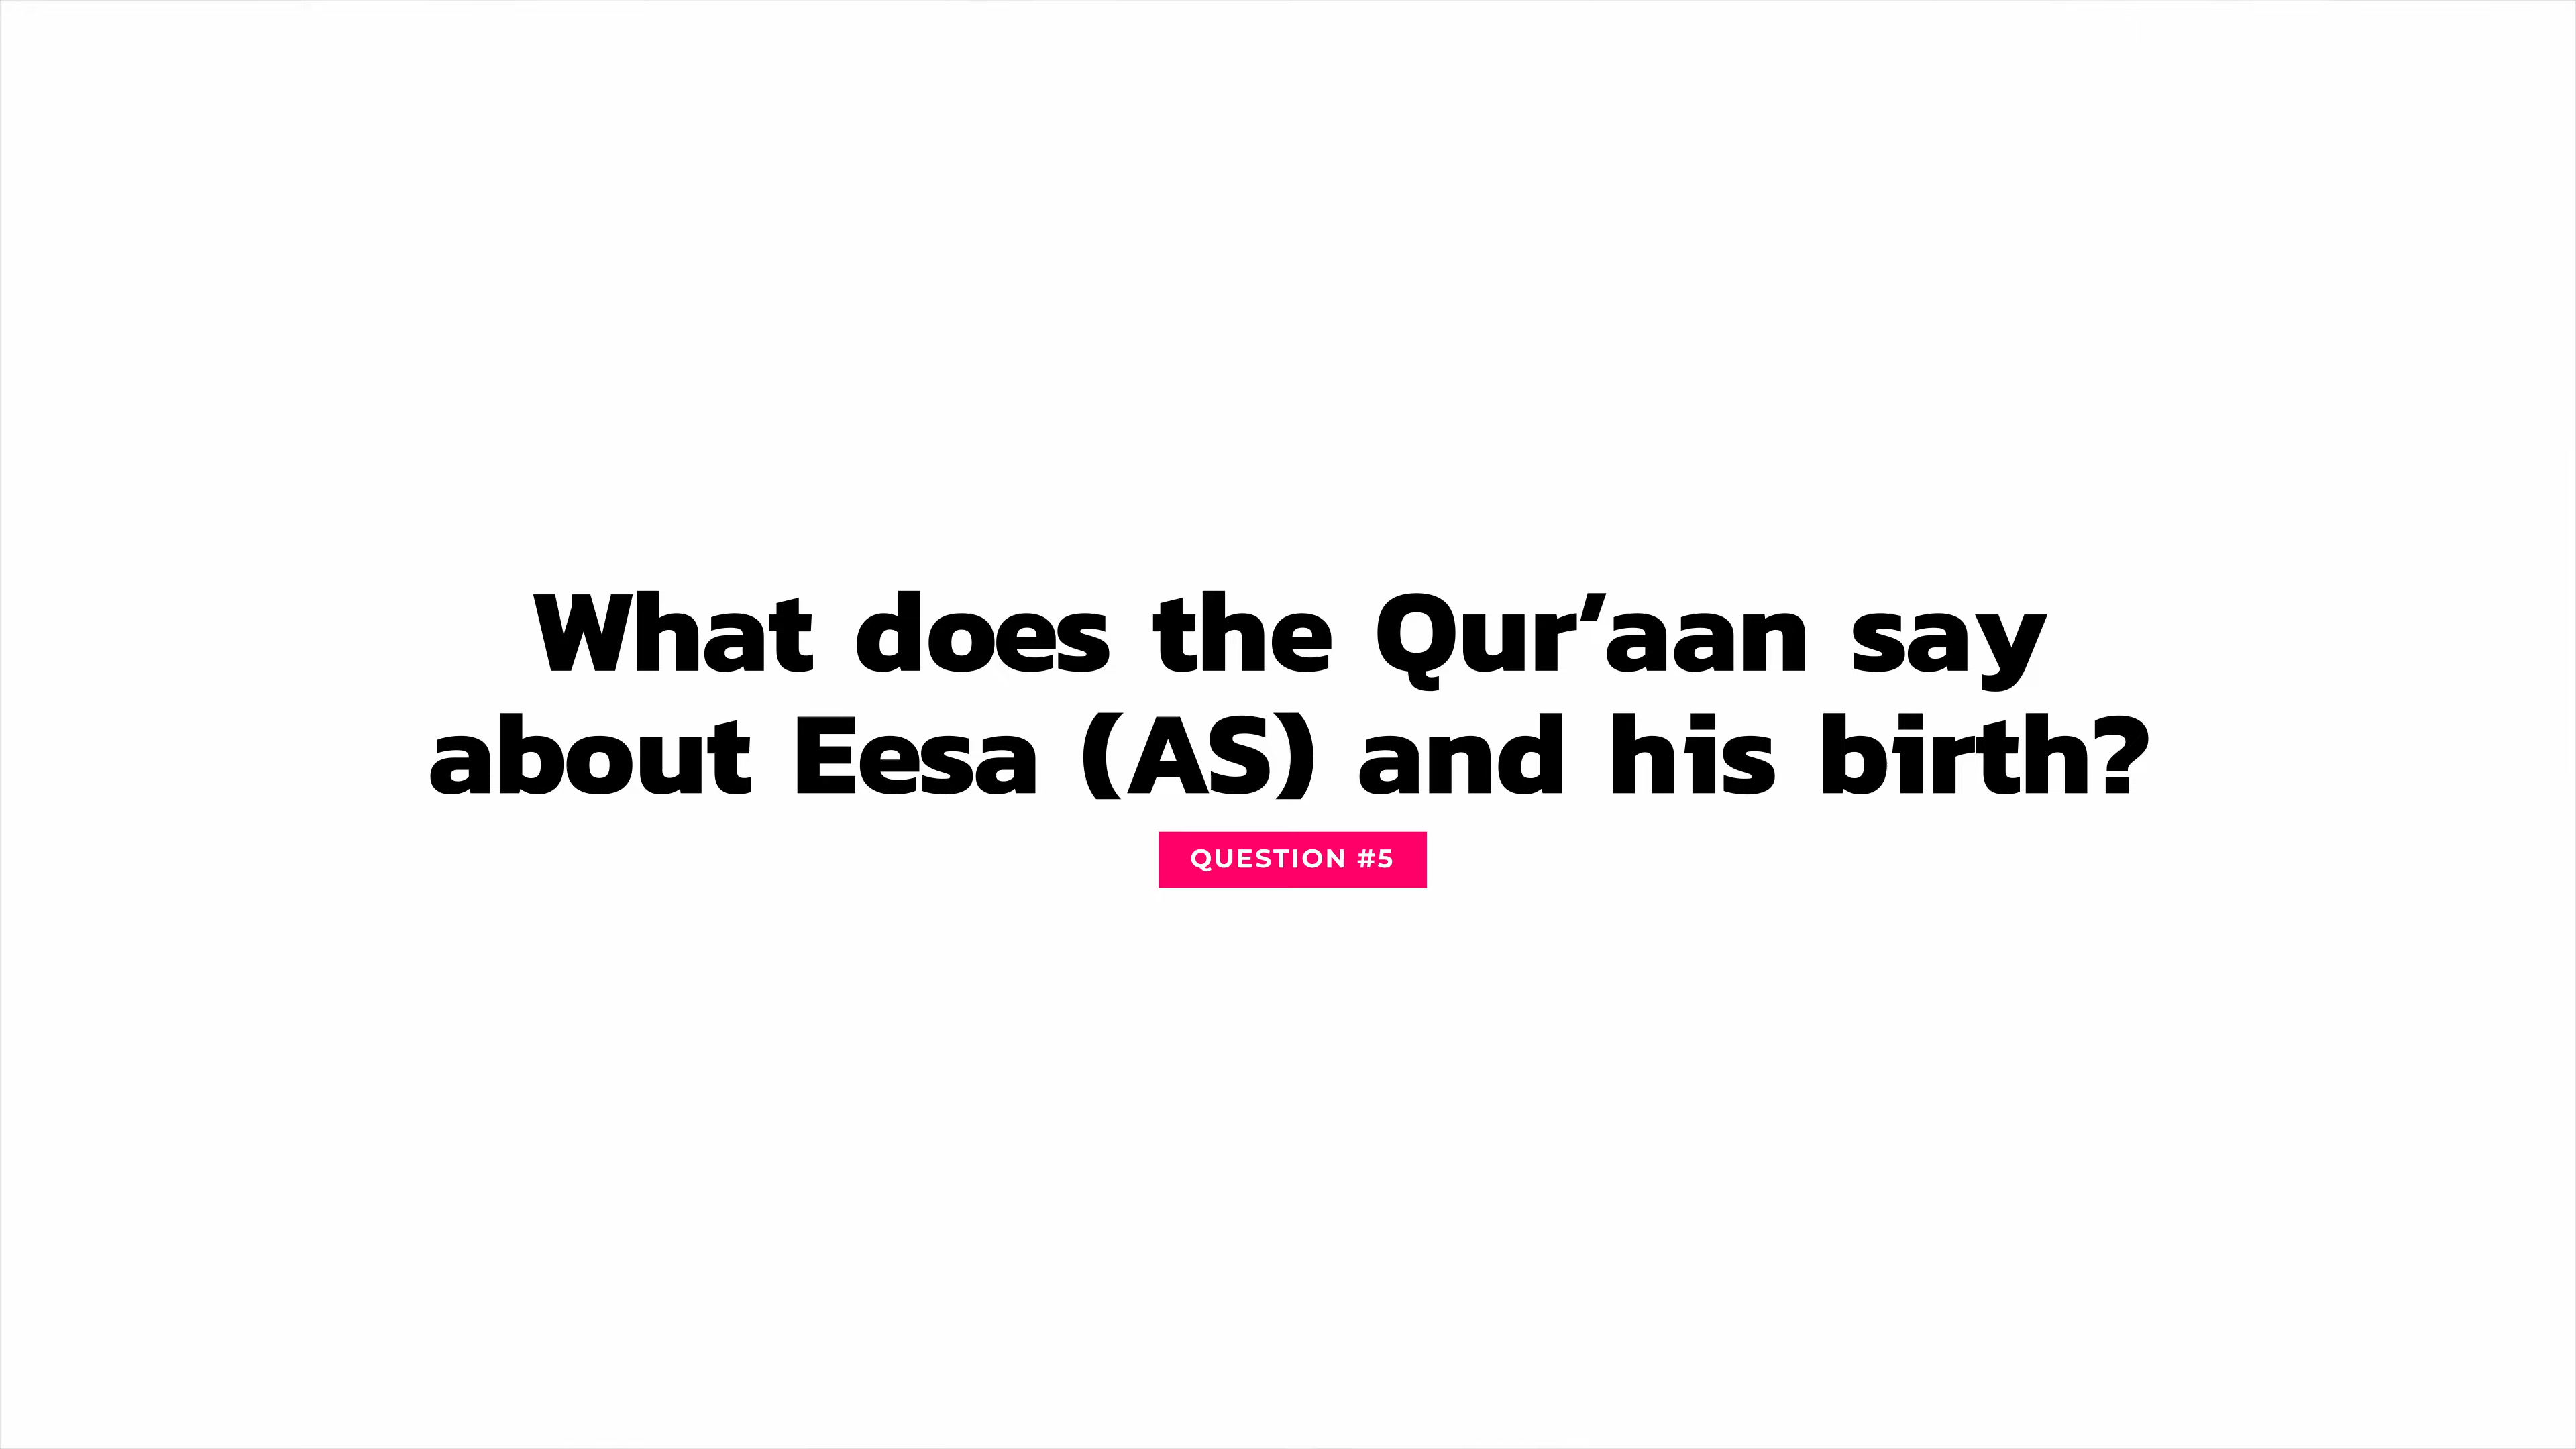 What does the Qur’aan say
about Eesa (AS) and his birth?
QUESTION #5